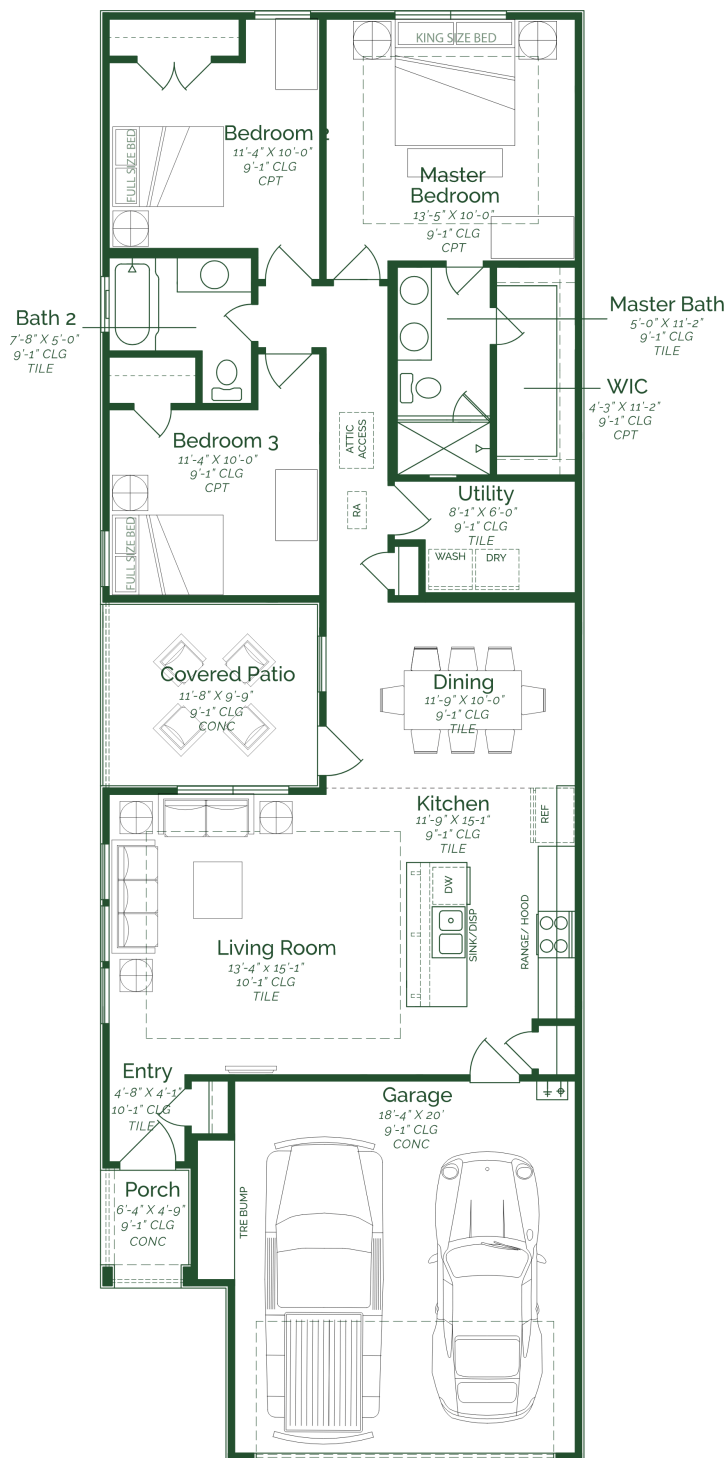 KING SIZE BED
Bedroom 2
11'-4" X 10'-0"
9'-1" CLG
CPT
FULL SIZE BED
Master
Bedroom
13'-5" X 10'-0"
9'-1" CLG
CPT
Bath 2
7'-8" X 5'-0"
9'-1" CLG
TILE
Master Bath
5'-0" X 11'-2"
9'-1" CLG
TILE
WIC
4'-3" X 11'-2"
9'-1" CLG
CPT
ATTIC
ACCESS
RA
Bedroom 3
11'-4" X 10'-0"
9'-1" CLG
CPT
FULL SIZE BED
Utility
8'-1" X 6'-0"
9'-1" CLG
TILE
WASH
DRY
Covered Patio
11'-8" X 9'-9"
9'-1" CLG
CONC
Dining
11'-9" X 10'-0"
9'-1" CLG
TILE
Kitchen
11'-9" X 15'-1"
9"-1" CLG
TILE
REF
DW
SINK/DISP
RANGE/ HOOD
Living Room
13'-4" x 15'-1"
10'-1" CLG
TILE
Entry
4'-8" X 4'-1"
10'-1" CLG
TILE
Garage
18'-4" X 20'
9'-1" CLG
CONC
Porch
6'-4" X 4'-9"
9'-1" CLG
CONC
TRE BUMP